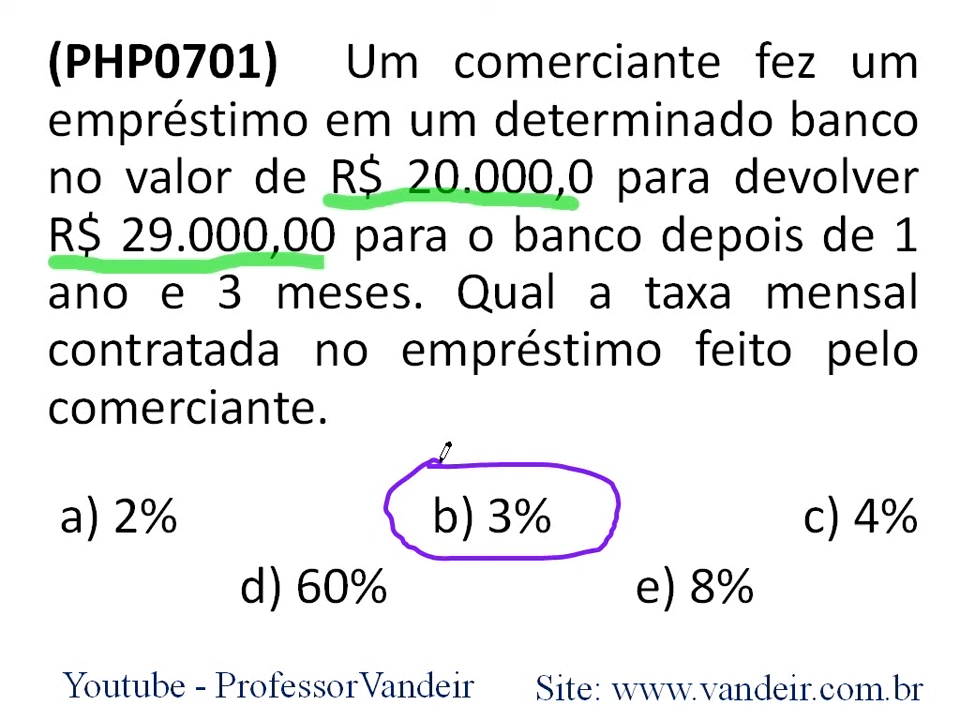 (PHP0701) Um comerciante fez um
empréstimo em um determinado banco
no valor de R$ 20.000,0 para devolver
R$ 29.000,00 para o banco depois de 1
ano e 3 meses. Qual a taxa mensal
contratada no empréstimo feito pelo
comerciante.
a) 2% b) 3% c) 4%
d) 60% e) 8%
Youtube - ProfessorVandeir Site: www.vandeir.com.br